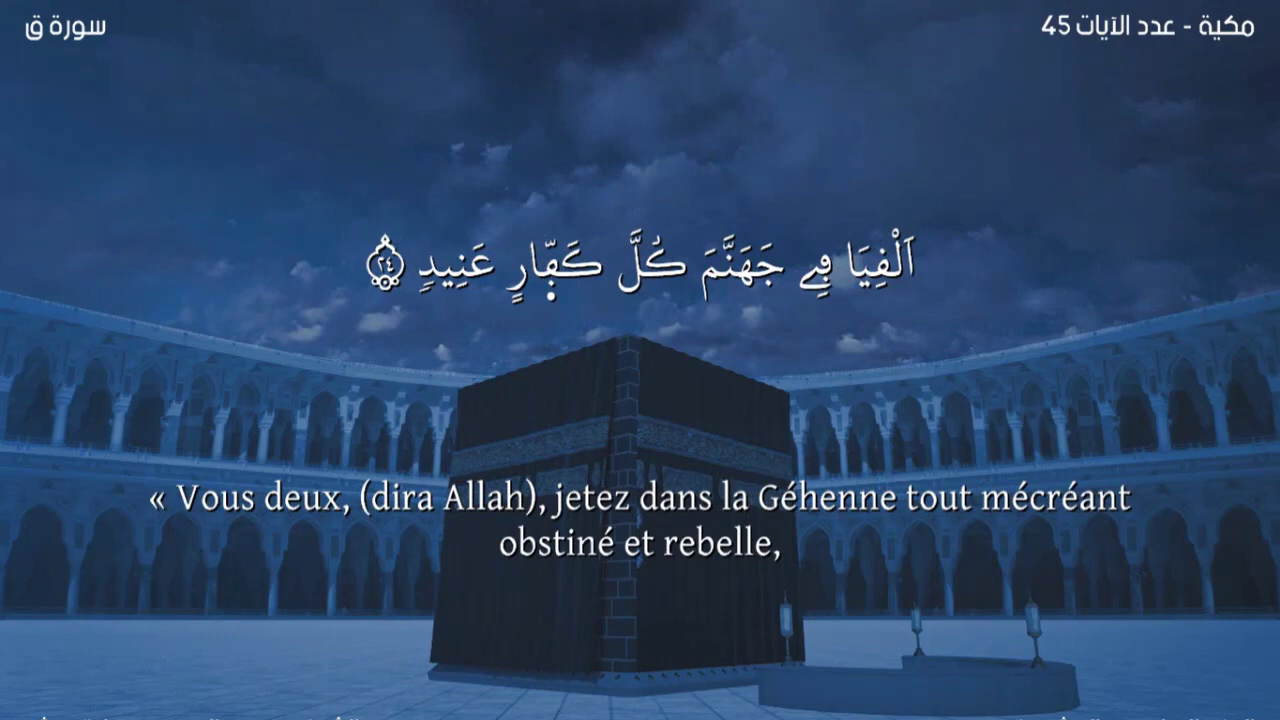 مكية - عدد الآيات 45
سورة ق
اَلْقِيَا فِے جَهَنَّمَ كُلَّ كَفّ۪ارٍ عَنِيدٖ ٢٤
« Vous deux, (dira Allah), jetez dans la Géhenne tout mécréant
obstiné et rebelle,